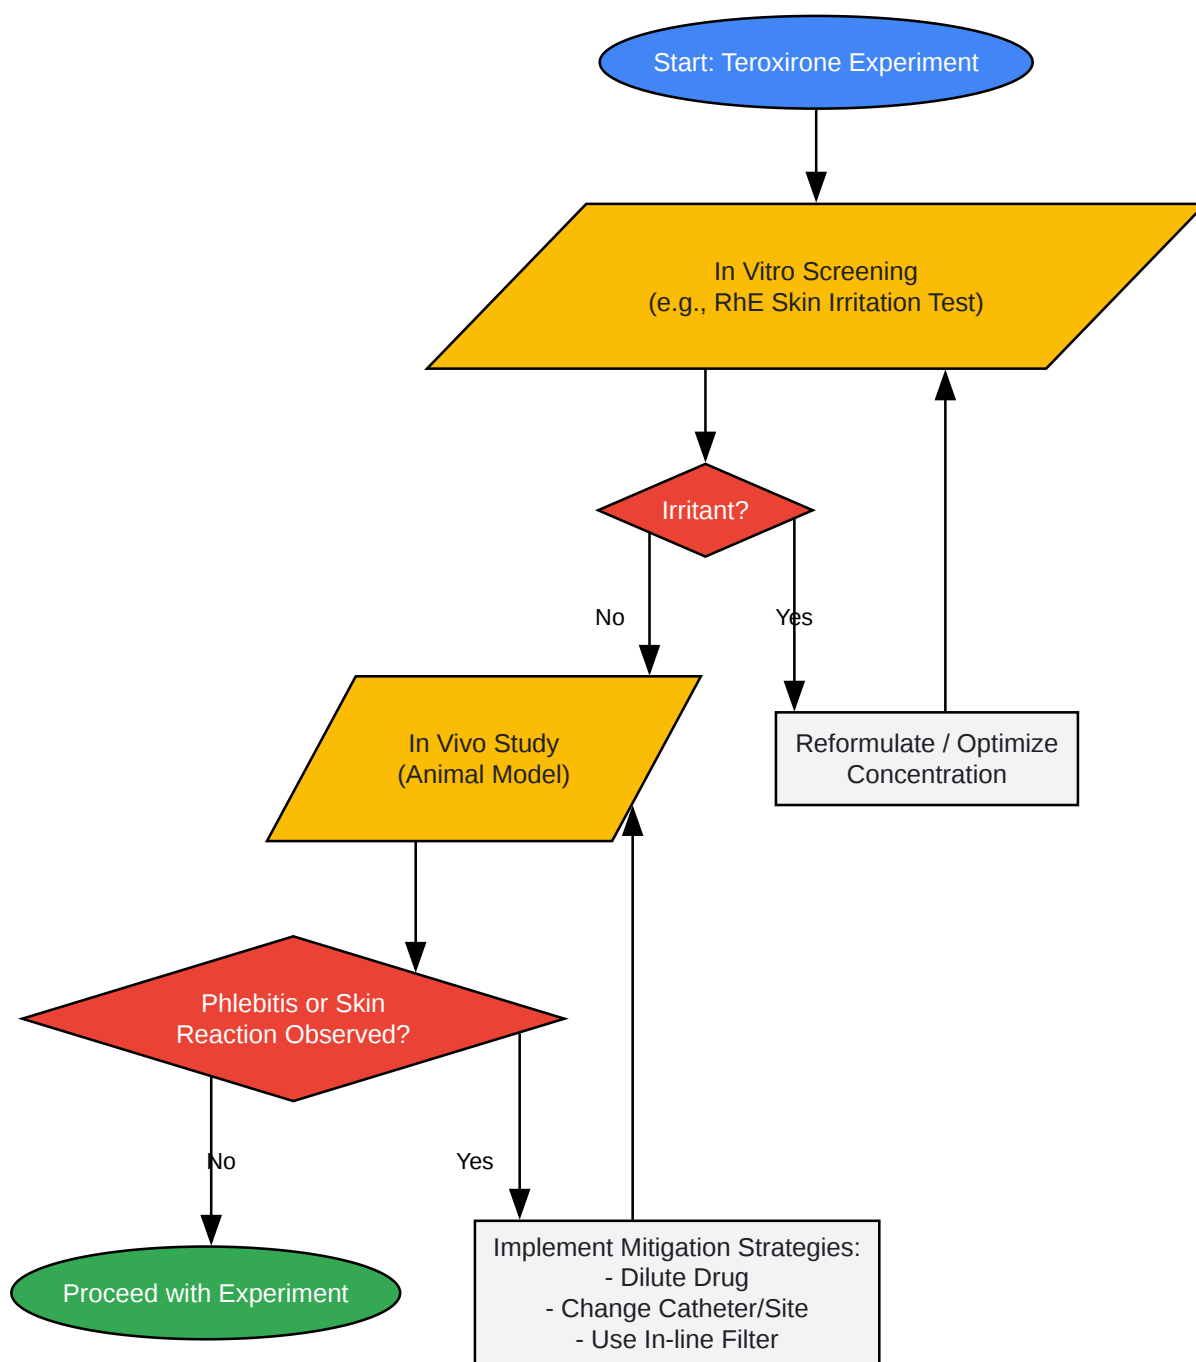 Start: Teroxirone Experiment
In Vitro Screening
(e.g., RhE Skin Irritation Test)
Irritant?
No
Yes
In Vivo Study
(Animal Model)
Reformulate / Optimize
Concentration
Phlebitis or Skin
Reaction Observed?
No
Yes
Proceed with Experiment
Implement Mitigation Strategies:
- Dilute Drug
- Change Catheter/Site
- Use In-line Filter